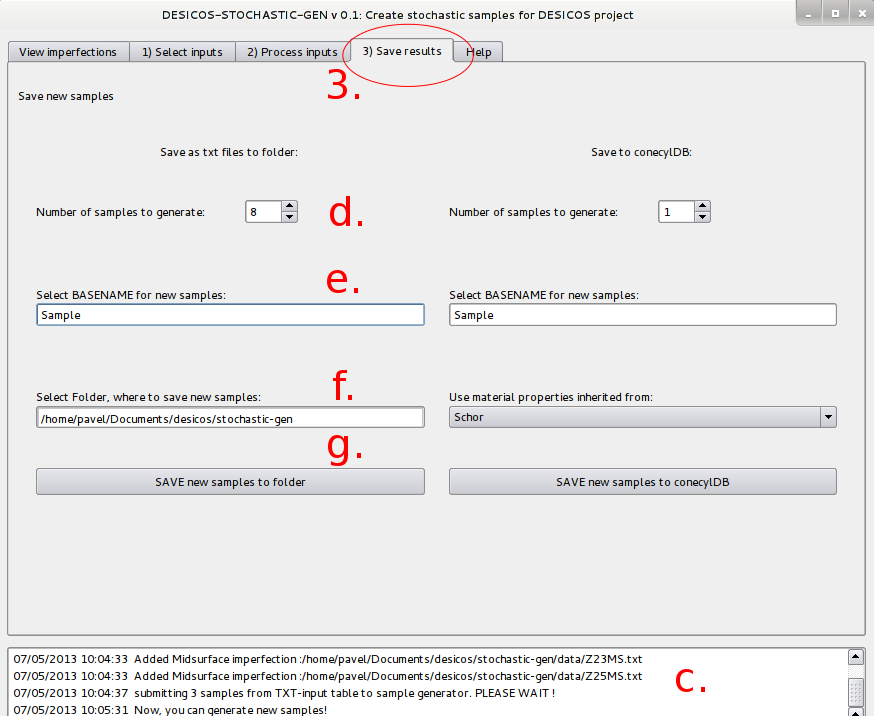 DESICOS-STOCHASTIC-GEN v 0.1: Create stochastic samples for DESICOS project
View imperfections 1) Select inputs 2) Process inputs 3) Save results Help
3.
Save new samples
Save as txt files to folder: Save to conecylDB:
Number of samples to generate: 8 d. Number of samples to generate: 1
e.
Select BASENAME for new samples: Select BASENAME for new samples:
Sample Sample
f.
Select Folder, where to save new samples: Use material properties inherited from:
/home/pavel/Documents/desicos/stochastic-gen Schor
g.
SAVE new samples to folder SAVE new samples to conecylDB
07/05/2013 10:04:33 Added Midsurface imperfection :/home/pavel/Documents/desicos/stochastic-gen/data/Z23MS.txt
07/05/2013 10:04:33 Added Midsurface imperfection :/home/pavel/Documents/desicos/stochastic-gen/data/Z25MS.txt
c.
07/05/2013 10:04:37 submitting 3 samples from TXT-input table to sample generator. PLEASE WAIT !
07/05/2013 10:05:31 Now, you can generate new samples!